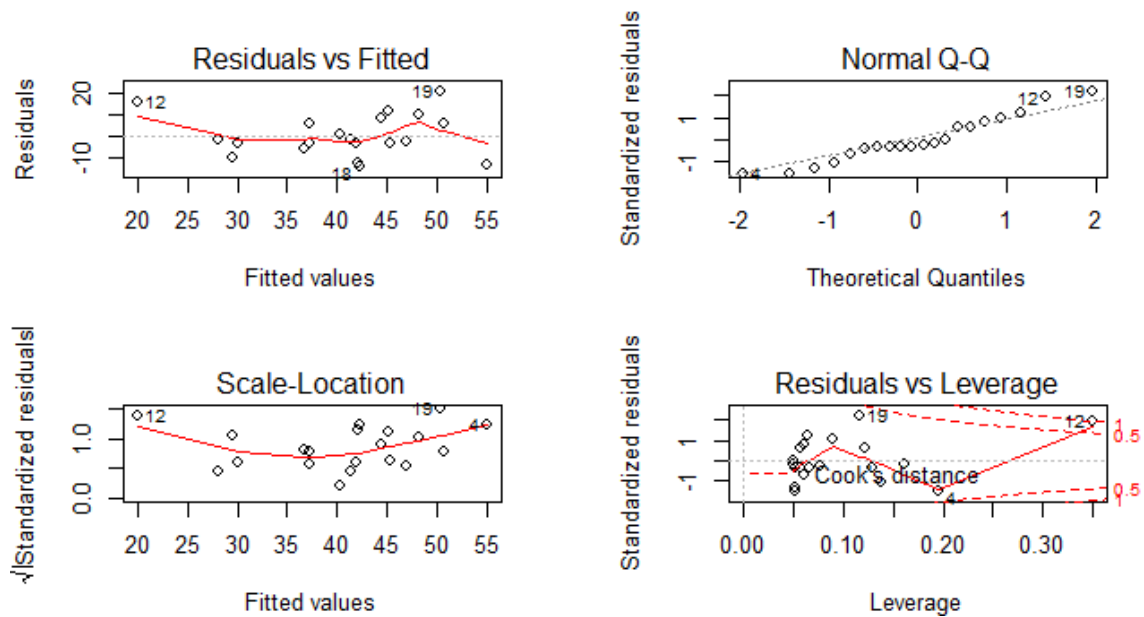 Residuals vs Fitted
Residuals
20
-10
12
19
18
20 25 30 35 40 45 50 55
Fitted values
Normal Q-Q
Standardized residuals
1
-1
12
19
4
-2 -1 0 1 2
Theoretical Quantiles
Scale-Location
√|Standardized residuals|
1.0
0.0
12
19
4
20 25 30 35 40 45 50 55
Fitted values
Residuals vs Leverage
Standardized residuals
1
-1
19
12
4
Cook's distance
1
0.5
0.5
1
0.00 0.10 0.20 0.30
Leverage